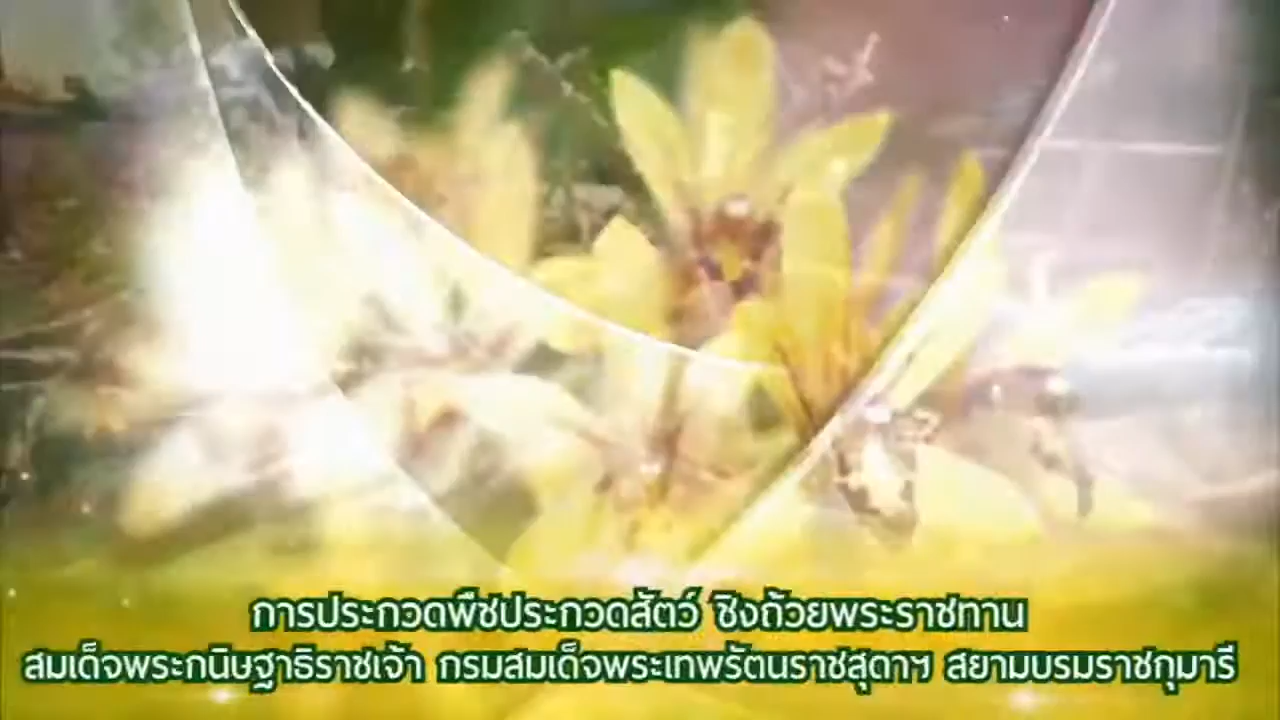 การประกวดพืชประกวดสัตว์ ชิงถ้วยพระราชทาน
สมเด็จพระกนิษฐาธิราชเจ้า กรมสมเด็จพระเทพรัตนราชสุดาฯ สยามบรมราชกุมารี